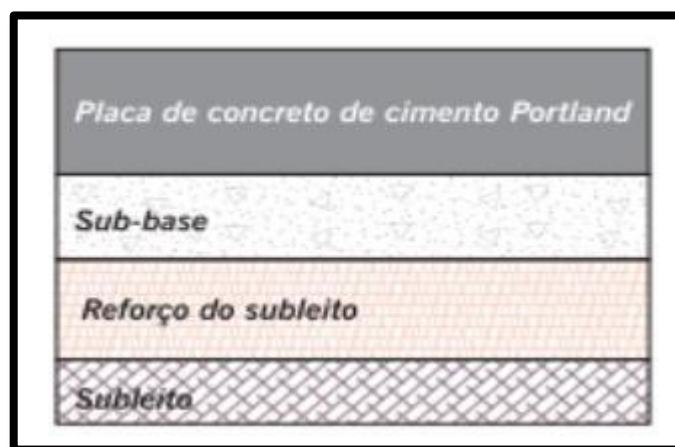 Placa de concreto de cimento Portland
Sub-base
Reforço do subleito
Subleito